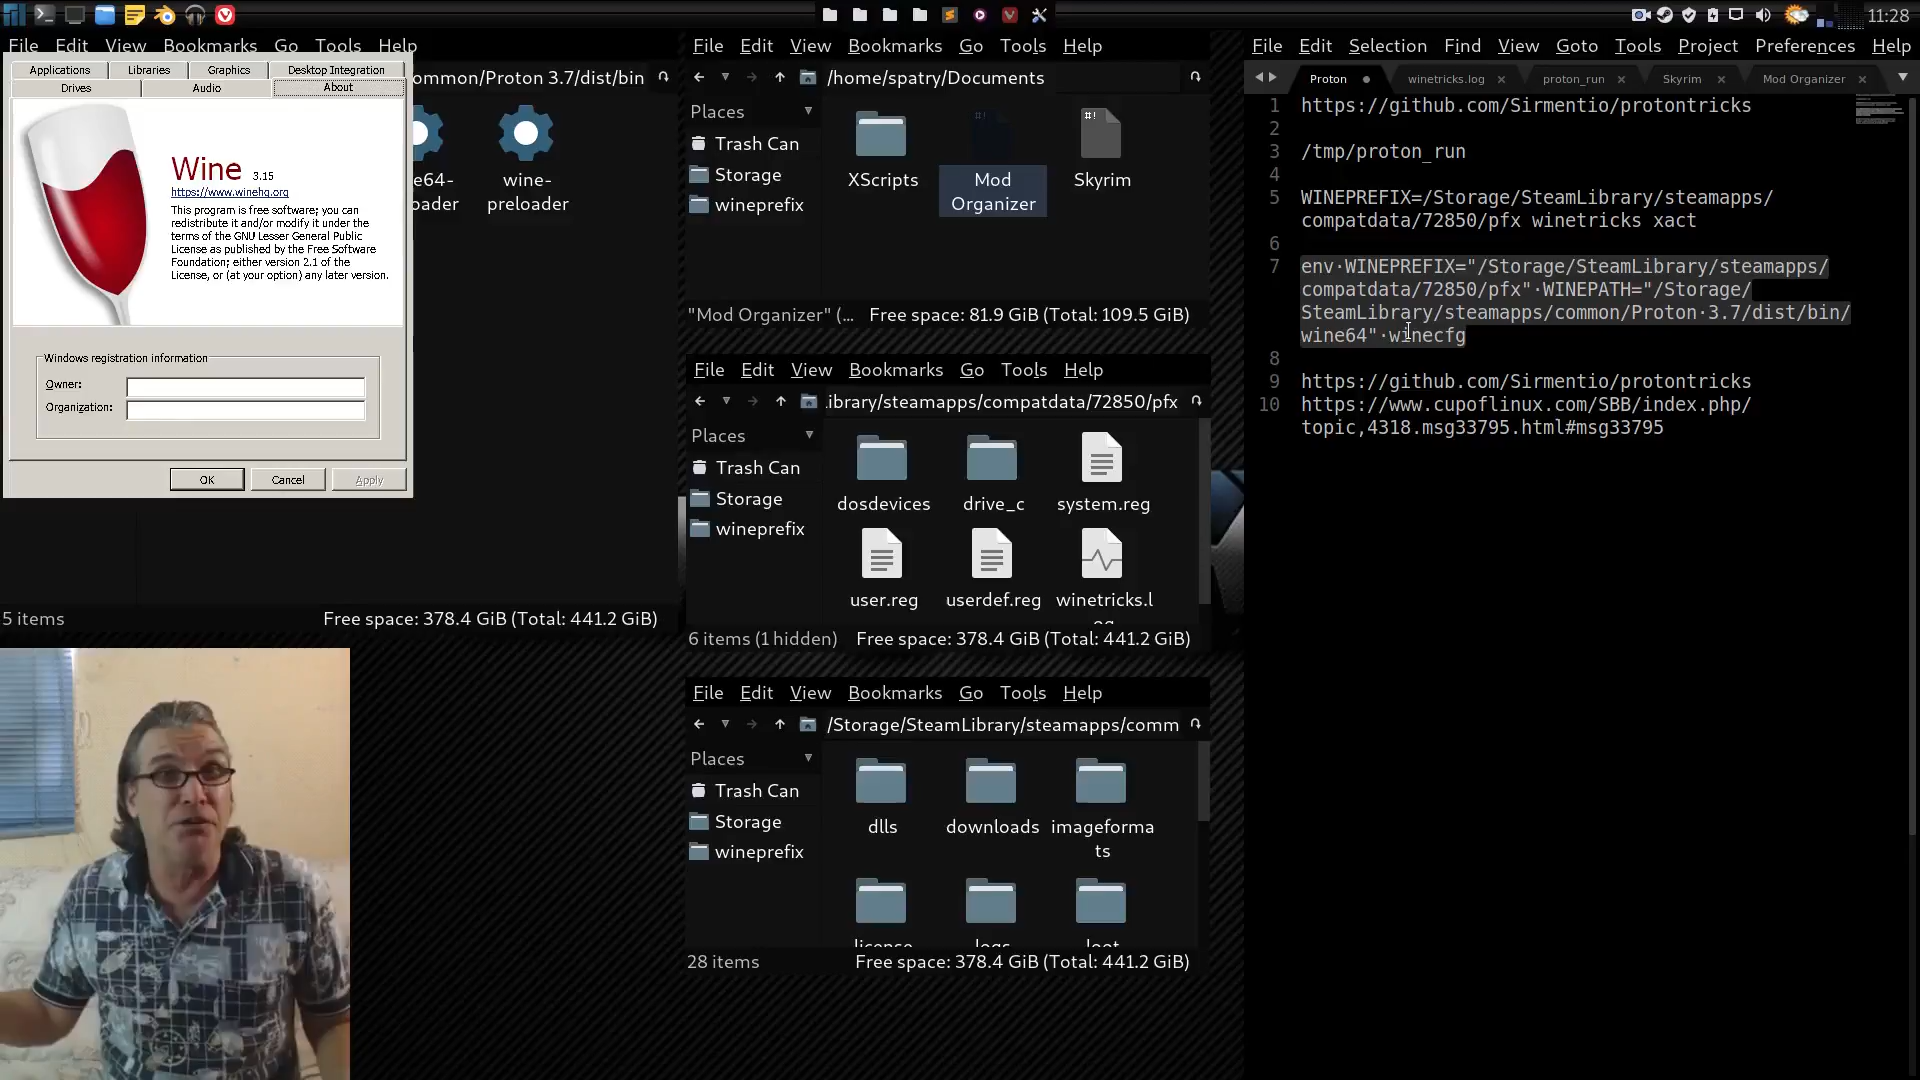 11:28
File Edit View Bookmarks Go Tools Help
Applications Libraries Graphics Desktop Integration
Drives Audio About
Wine 3.15
https://www.winehq.org
This program is free software; you can
redistribute it and/or modify it under the
terms of the GNU Lesser General Public
License as published by the Free Software
Foundation; either version 2.1 of the
License, or (at your option) any later version.
Windows registration information
Owner:
Organization:
OK Cancel Apply
ommon/Proton 3.7/dist/bin
e64-
oader
wine-
preloader
5 items Free space: 378.4 GiB (Total: 441.2 GiB)
File Edit View Bookmarks Go Tools Help
/home/spatry/Documents
Places
Trash Can
Storage
wineprefix
XScripts
#!
Mod
Organizer
#!
Skyrim
"Mod Organizer" (... Free space: 81.9 GiB (Total: 109.5 GiB)
File Edit View Bookmarks Go Tools Help
.ibrary/steamapps/compatdata/72850/pfx
Places
Trash Can
Storage
wineprefix
dosdevices drive_c system.reg
user.reg userdef.reg winetricks.l
og
6 items (1 hidden) Free space: 378.4 GiB (Total: 441.2 GiB)
File Edit View Bookmarks Go Tools Help
/Storage/SteamLibrary/steamapps/comm
Places
Trash Can
Storage
wineprefix
dlls downloads imageforma
ts
license logs loot
28 items Free space: 378.4 GiB (Total: 441.2 GiB)
File Edit Selection Find View Goto Tools Project Preferences Help
Proton winetricks.log proton_run Skyrim Mod Organizer
1 https://github.com/Sirmentio/protontricks
2
3 /tmp/proton_run
4
5 WINEPREFIX=/Storage/SteamLibrary/steamapps/
compatdata/72850/pfx winetricks xact
6
7 env·WINEPREFIX="/Storage/SteamLibrary/steamapps/
compatdata/72850/pfx"·WINEPATH="/Storage/
SteamLibrary/steamapps/common/Proton·3.7/dist/bin/
wine64"·winecfg
8
9 https://github.com/Sirmentio/protontricks
10 https://www.cupoflinux.com/SBB/index.php/
topic,4318.msg33795.html#msg33795